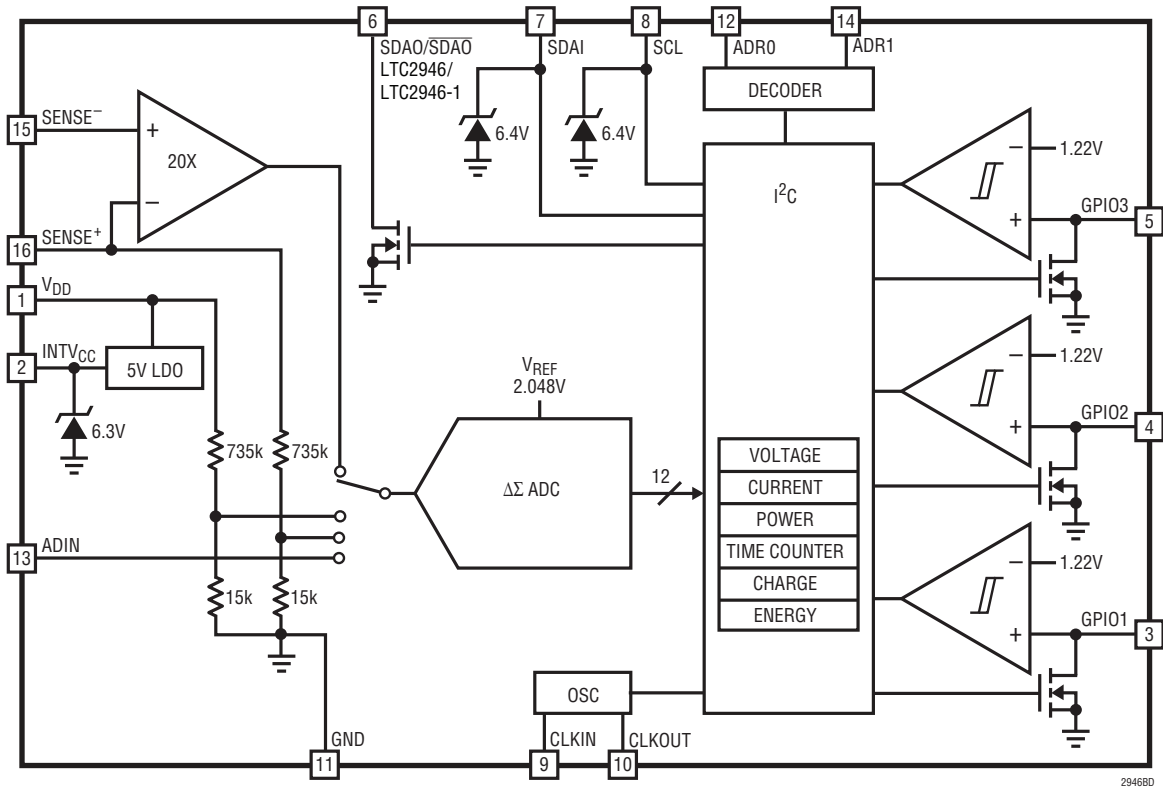 6
7
8
12
14
SDAO/SDAO
LTC2946/
LTC2946-1
SDAI
SCL
ADR0
ADR1
DECODER
15
SENSE–
+
20X
–
16
SENSE+
6.4V
6.4V
I2C
–
1.22V
+
GPIO3
5
1
VDD
2
INTVCC
5V LDO
6.3V
–
1.22V
+
GPIO2
4
735k
735k
VREF
2.048V
ΔΣ ADC
12
VOLTAGE
CURRENT
POWER
TIME COUNTER
CHARGE
ENERGY
13
ADIN
15k
15k
–
1.22V
+
GPIO1
3
OSC
GND
11
CLKIN
9
CLKOUT
10
2946BD